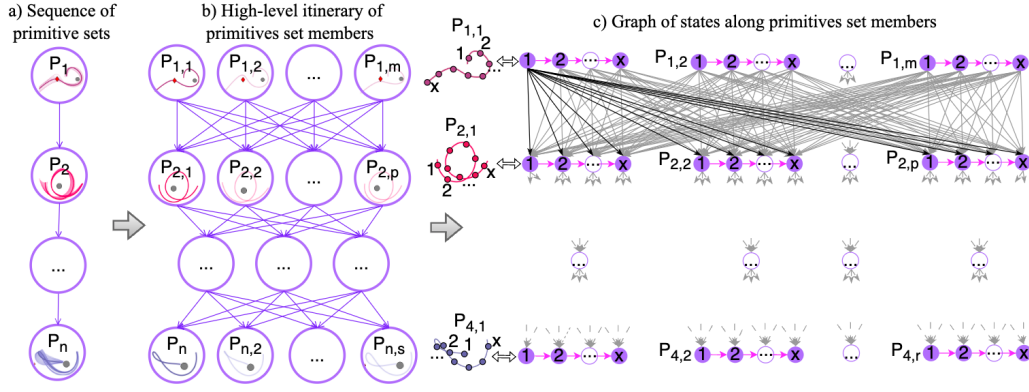 a) Sequence of
primitive sets
P1
P2
...
Pn
b) High-level itinerary of
primitives set members
P1,1 P1,2 ... P1,m
P2,1 P2,2 ... P2,p
... ... ...
Pn Pn,2 ... Pn,s
c) Graph of states along primitives set members
P1,1
1 2 ... x
1 2 ... x
P1,2 1 2 ... x
...
P1,m 1 2 ... x
P2,1
1 2 ... x
1 2 ... x
P2,2 1 2 ... x
...
P2,p 1 2 ... x
... ... ... ...
P4,1
... 2 1 x
1 2 ... x
P4,2 1 2 ... x
...
P4,r 1 2 ... x